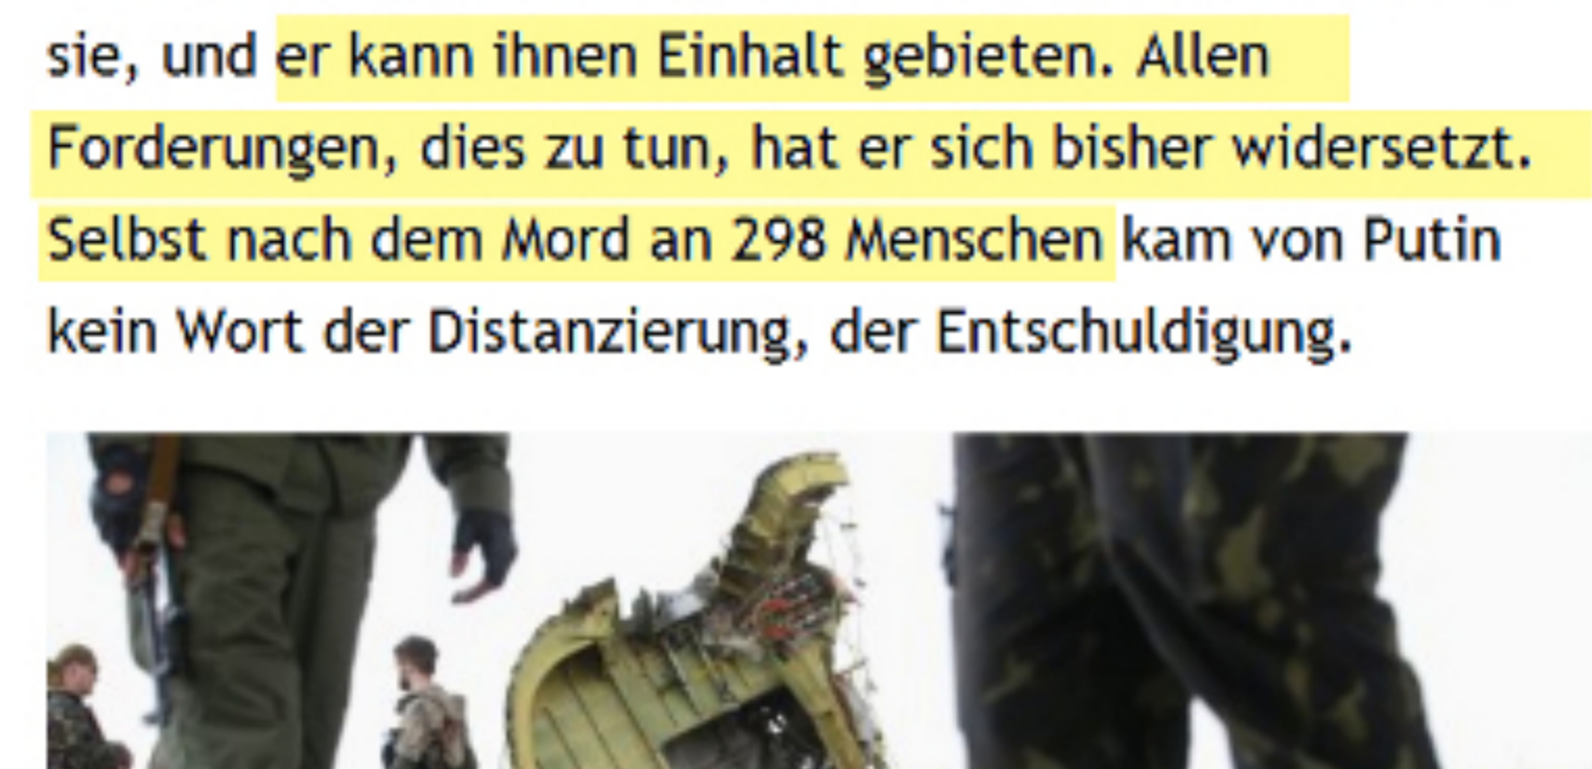 sie, und er kann ihnen Einhalt gebieten. Allen
Forderungen, dies zu tun, hat er sich bisher widersetzt.
Selbst nach dem Mord an 298 Menschen kam von Putin
kein Wort der Distanzierung, der Entschuldigung.